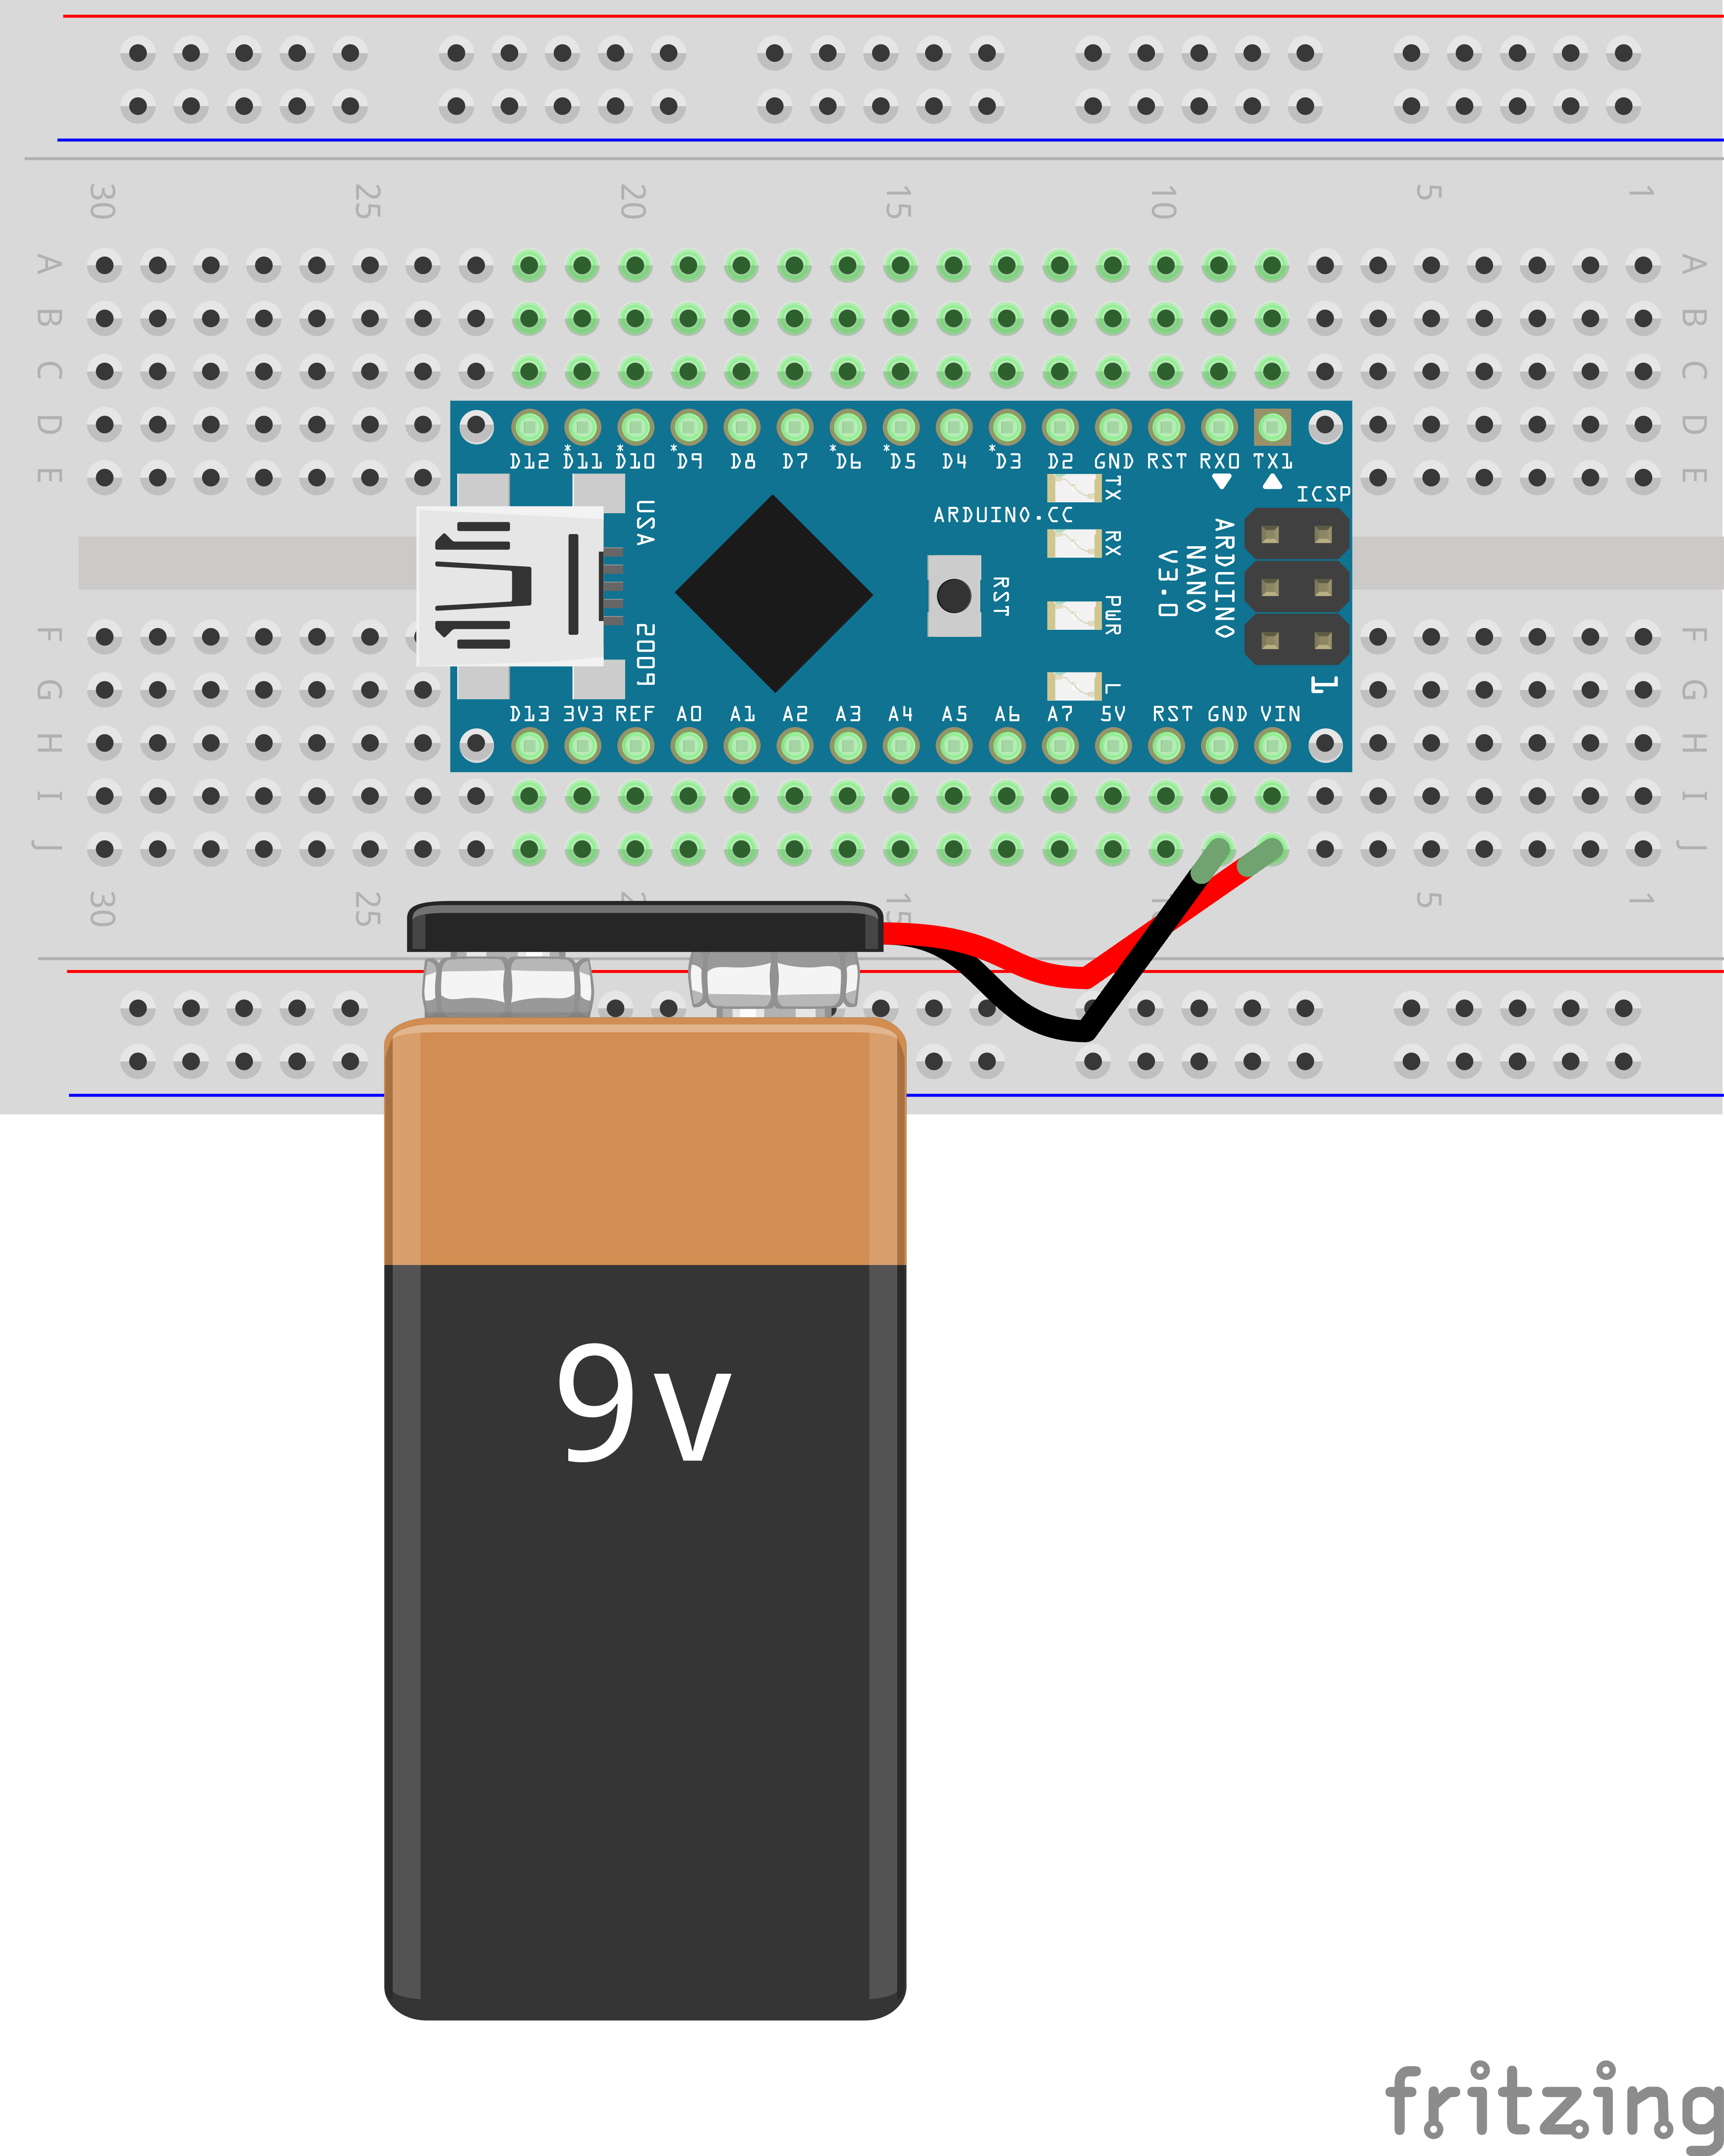 30 25 20 15 10 5 1
A A
B B
C C
D D
E E
D12 *D11 *D10 *D9 D8 D7 *D6 *D5 D4 *D3 D2 GND RST RX0 TX1
ICSP
TX
ARDUINO.CC
USA
RX
RST
ARDUINO
NANO
V3.0
PWR
2009
L
1
F F
G G
D13 3V3 REF A0 A1 A2 A3 A4 A5 A6 A7 5V RST GND VIN
H H
I I
J J
30 25 15 5 1
9v
fritzing